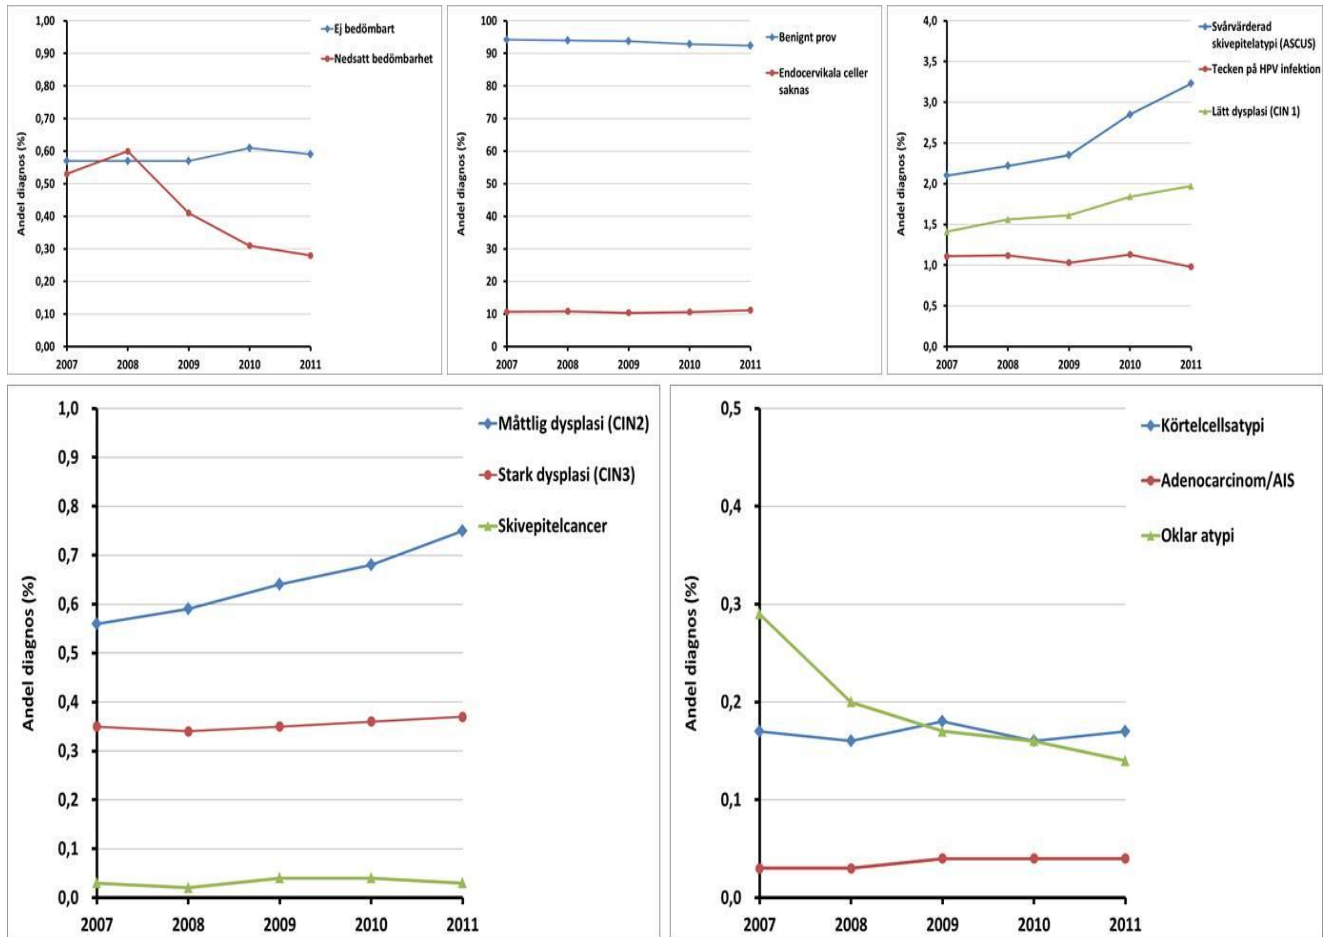 Andel diagnos (%)
1,00
0,90
0,80
0,70
0,60
0,50
0,40
0,30
0,20
0,10
0,00
2007 2008 2009 2010 2011
Ej bedömbart
Nedsatt bedömbarhet
Andel diagnos (%)
100
90
80
70
60
50
40
30
20
10
0
2007 2008 2009 2010 2011
Benignt prov
Endocervikala celler
saknas
Andel diagnos (%)
4,0
3,5
3,0
2,5
2,0
1,5
1,0
0,5
0,0
2007 2008 2009 2010 2011
Svårvärderad
skivepitelatypi (ASCUS)
Tecken på HPV infektion
Lätt dysplasi (CIN 1)
Andel diagnos (%)
1,0
0,9
0,8
0,7
0,6
0,5
0,4
0,3
0,2
0,1
0,0
2007 2008 2009 2010 2011
Måttlig dysplasi (CIN2)
Stark dysplasi (CIN3)
Skivepitelcancer
Andel diagnos (%)
0,5
0,4
0,3
0,2
0,1
0,0
2007 2008 2009 2010 2011
Körtelcellsatypi
Adenocarcinom/AIS
Oklar atypi